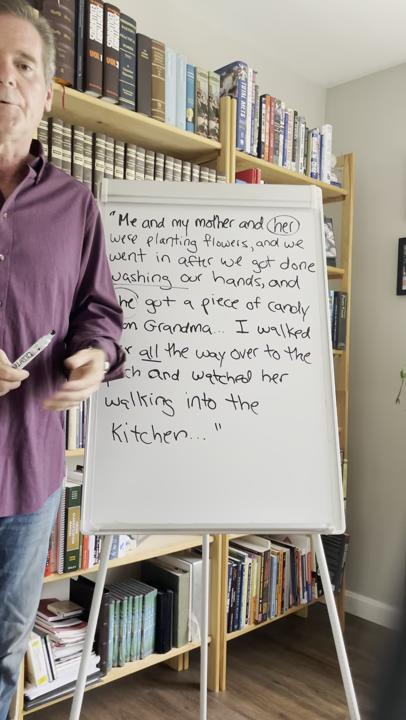 "Me and my mother and her
were planting flowers, and we
went in after we got done
washing our hands, and
he got a piece of candy
Grandma... I walked
all the way over to the
and watched her
walking into the
Kitchen..."